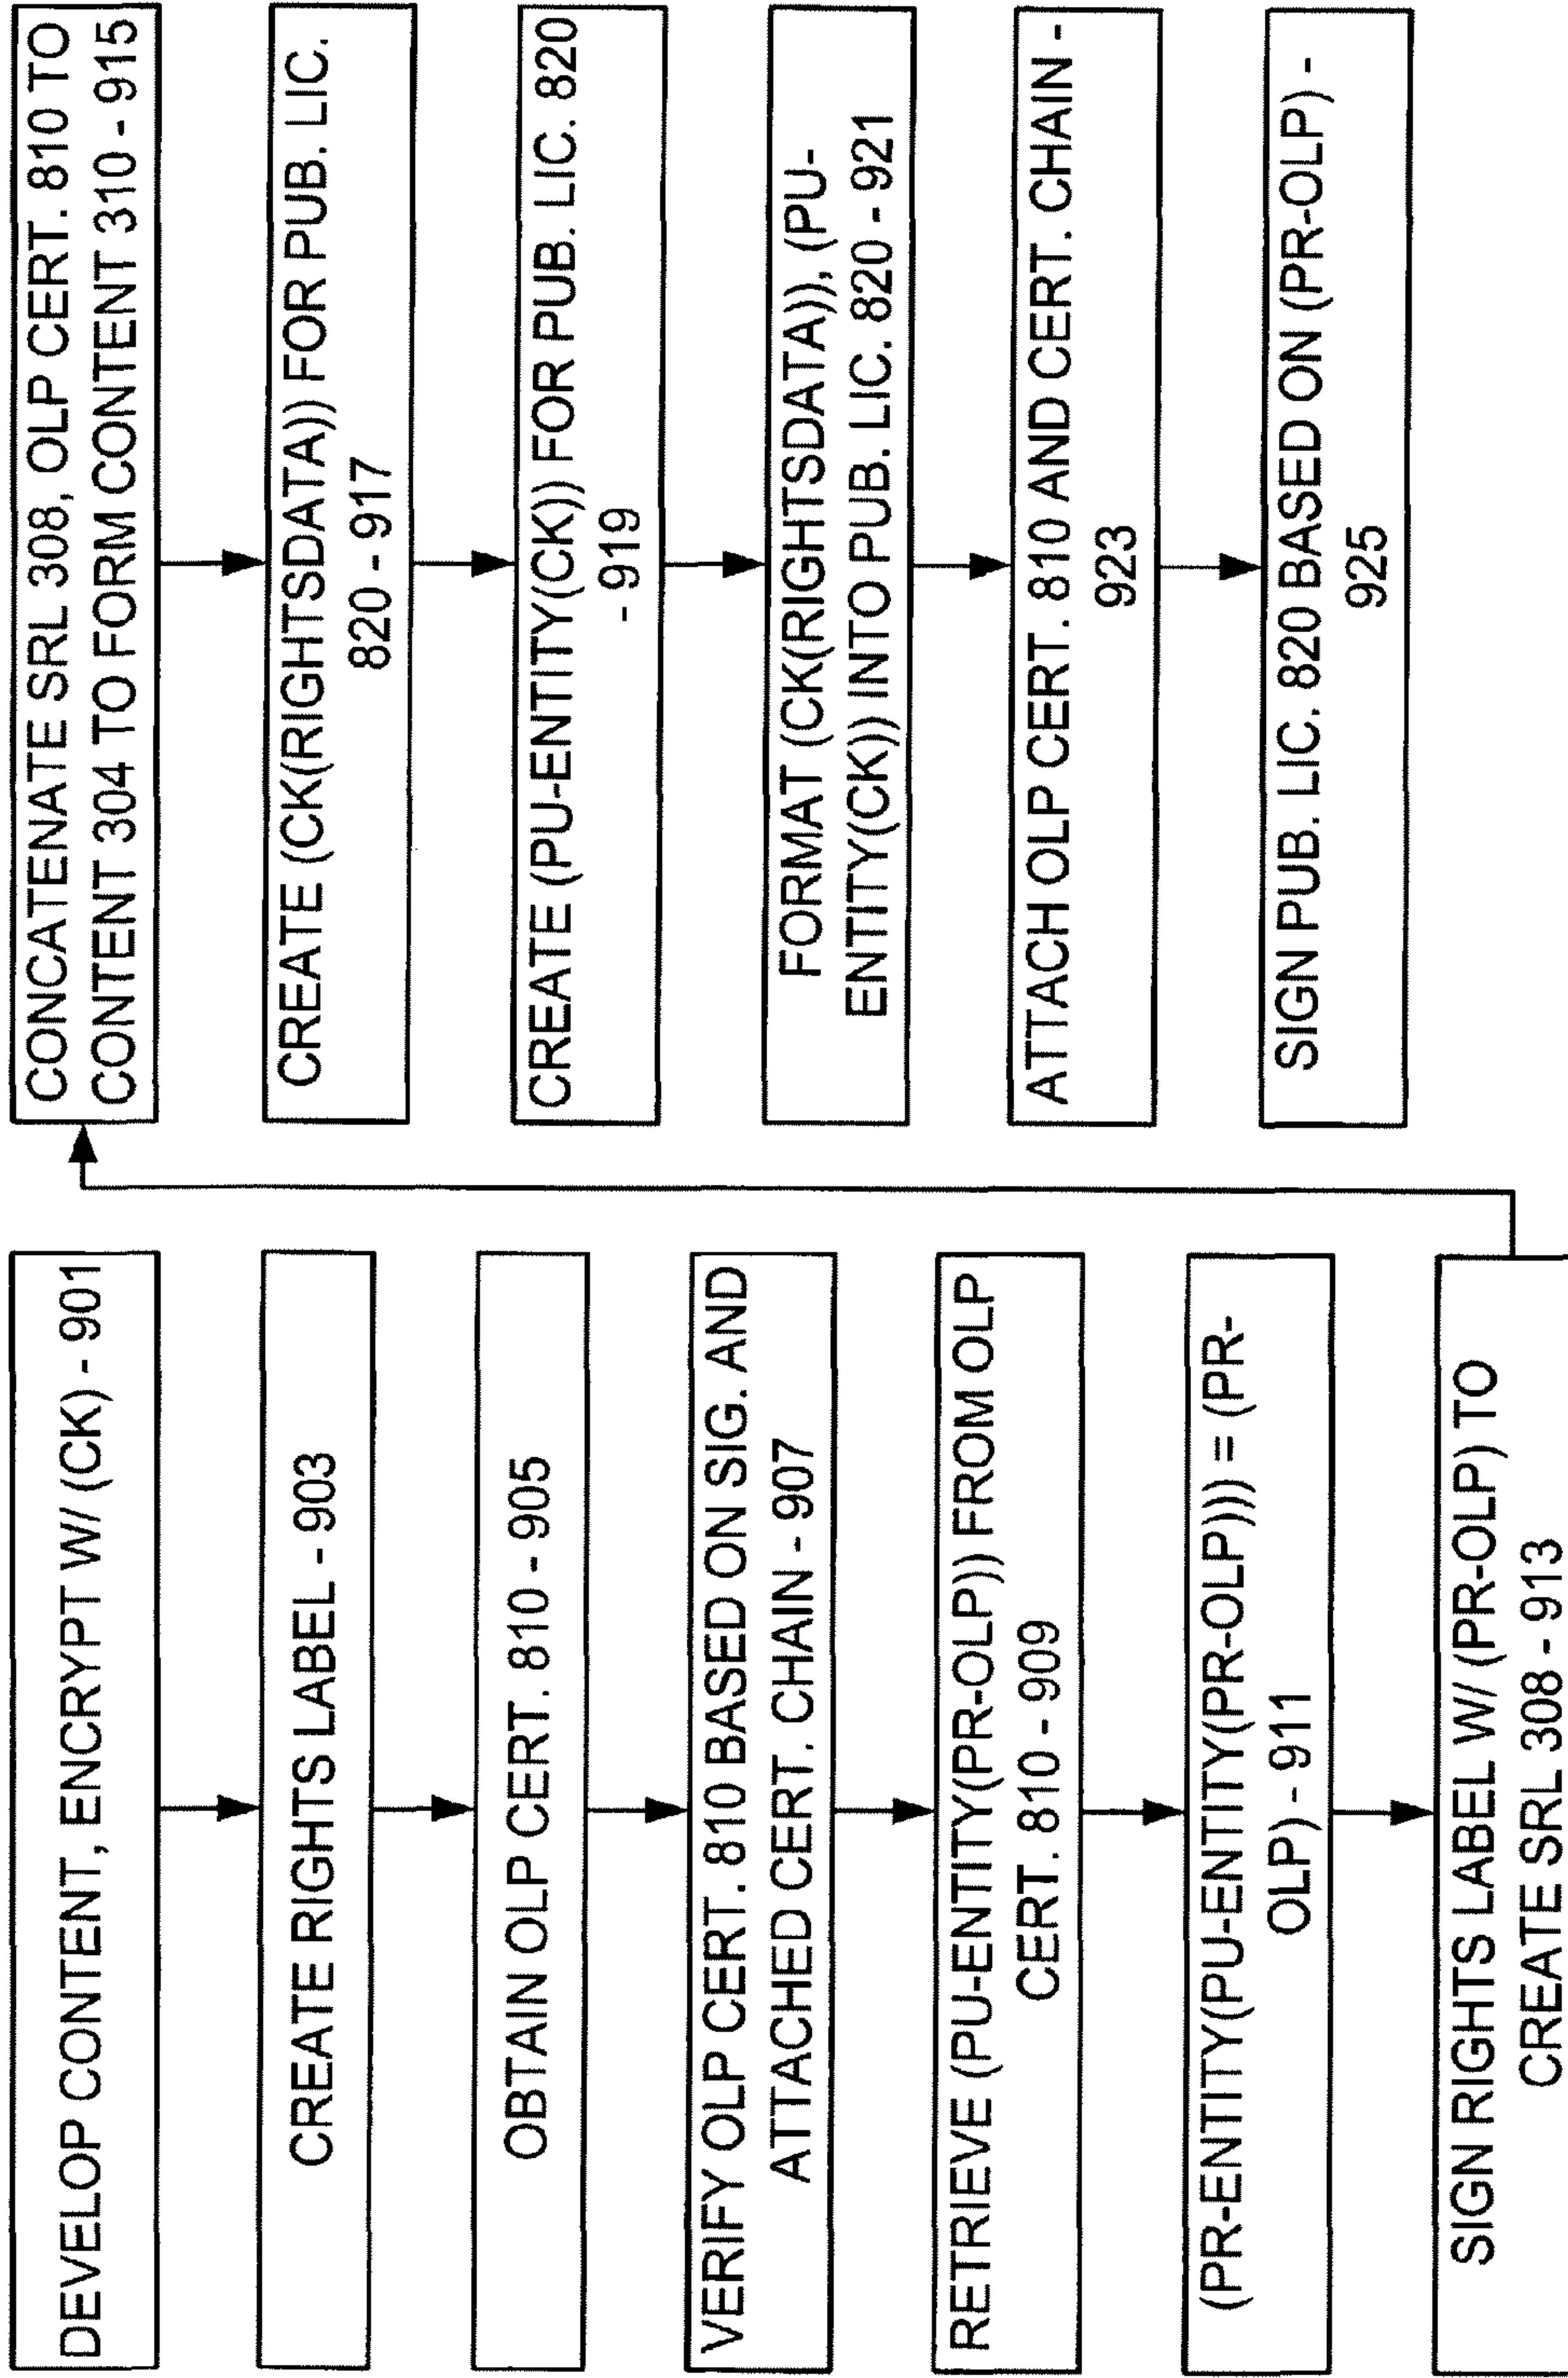 DEVELOP CONTENT, ENCRYPT W/ (CK) - 901
CREATE RIGHTS LABEL - 903
OBTAIN OLP CERT. 810 - 905
VERIFY OLP CERT. 810 BASED ON SIG. AND
ATTACHED CERT. CHAIN - 907
RETRIEVE (PU-ENTITY(PR-OLP)) FROM OLP
CERT. 810 - 909
(PR-ENTITY(PU-ENTITY(PR-OLP))) = (PR-
OLP) - 911
SIGN RIGHTS LABEL W/ (PR-OLP) TO
CREATE SRL 308 - 913
CONCATENATE SRL 308, OLP CERT. 810 TO
CONTENT 304 TO FORM CONTENT 310 - 915
CREATE (CK(RIGHTSDATA)) FOR PUB. LIC.
820 - 917
CREATE (PU-ENTITY(CK)) FOR PUB. LIC. 820
- 919
FORMAT (CK(RIGHTSDATA)), (PU-
ENTITY(CK)) INTO PUB. LIC. 820 - 921
ATTACH OLP CERT. 810 AND CERT. CHAIN -
923
SIGN PUB. LIC. 820 BASED ON (PR-OLP) -
925